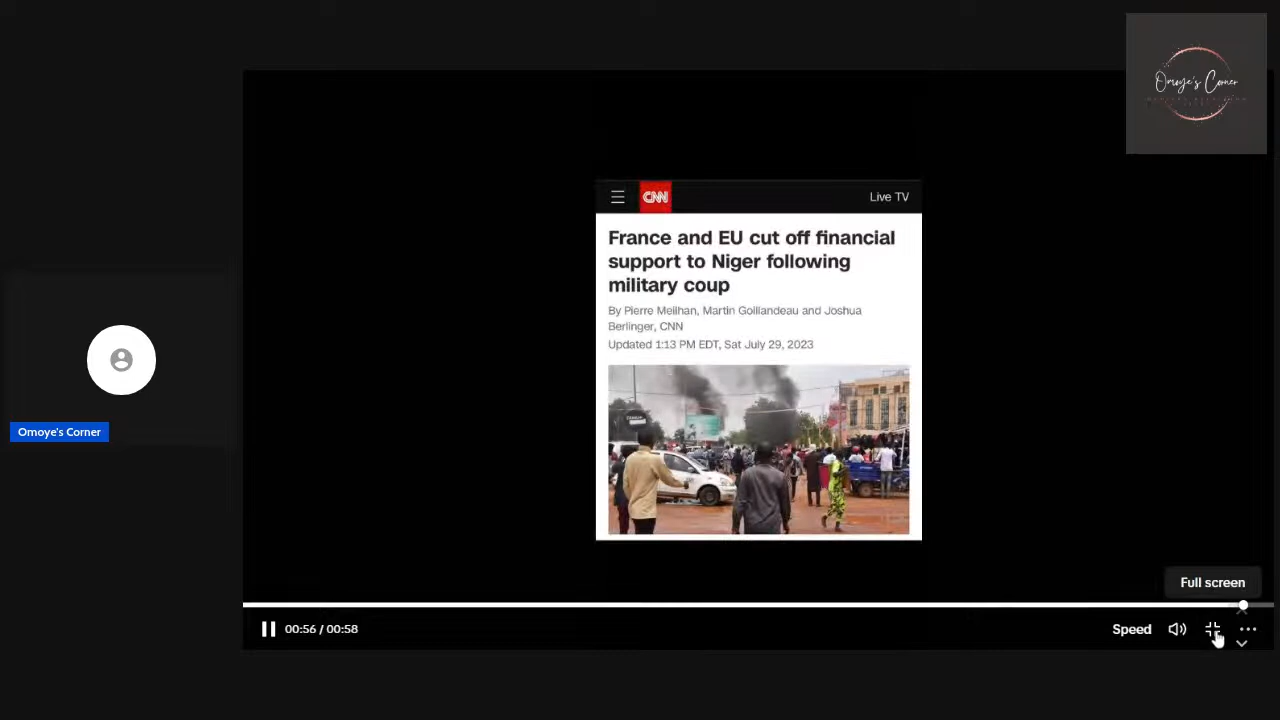 Omoye's Corner
CNN
Live TV
France and EU cut off financial
support to Niger following
military coup
By Pierre Meilhan, Martin Goillandeau and Joshua
Berlinger, CNN
Updated 1:13 PM EDT, Sat July 29, 2023
Omoye's Corner
Full screen
00:56 / 00:58
Speed